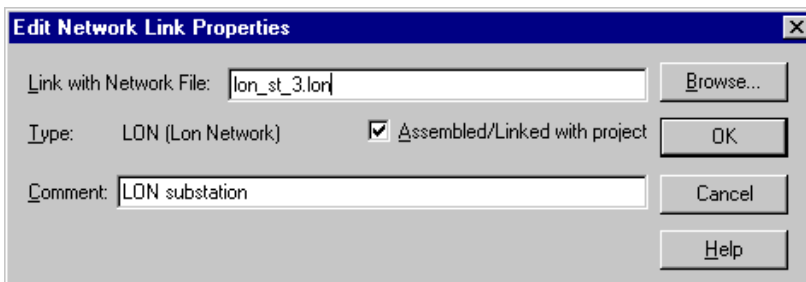 Edit Network Link Properties
Link with Network File: lon_st_3.lon Browse...
Type: LON (Lon Network) Assembled/Linked with project OK
Comment: LON substation Cancel
Help